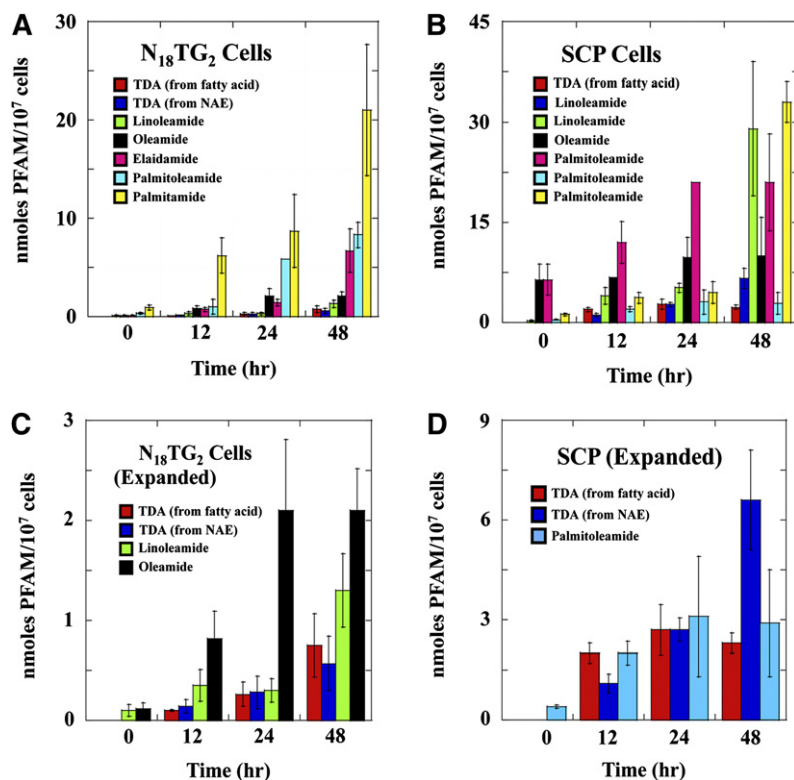 A
N18TG2 Cells
nmoles PFAM/10^7 cells
30
20
10
0
TDA (from fatty acid)
TDA (from NAE)
Linoleamide
Oleamide
Elaidamide
Palmitoleamide
Palmitamide
0 12 24 48
Time (hr)
B
SCP Cells
nmoles PFAM/10^7 cells
45
30
15
0
TDA (from fatty acid)
Linoleamide
Linoleamide
Oleamide
Palmitoleamide
Palmitoleamide
Palmitoleamide
0 12 24 48
Time (hr)
C
N18TG2 Cells
(Expanded)
nmoles PFAM/10^7 cells
3
2
1
0
TDA (from fatty acid)
TDA (from NAE)
Linoleamide
Oleamide
0 12 24 48
Time (hr)
D
SCP (Expanded)
nmoles PFAM/10^7 cells
9
6
3
0
TDA (from fatty acid)
TDA (from NAE)
Palmitoleamide
0 12 24 48
Time (hr)